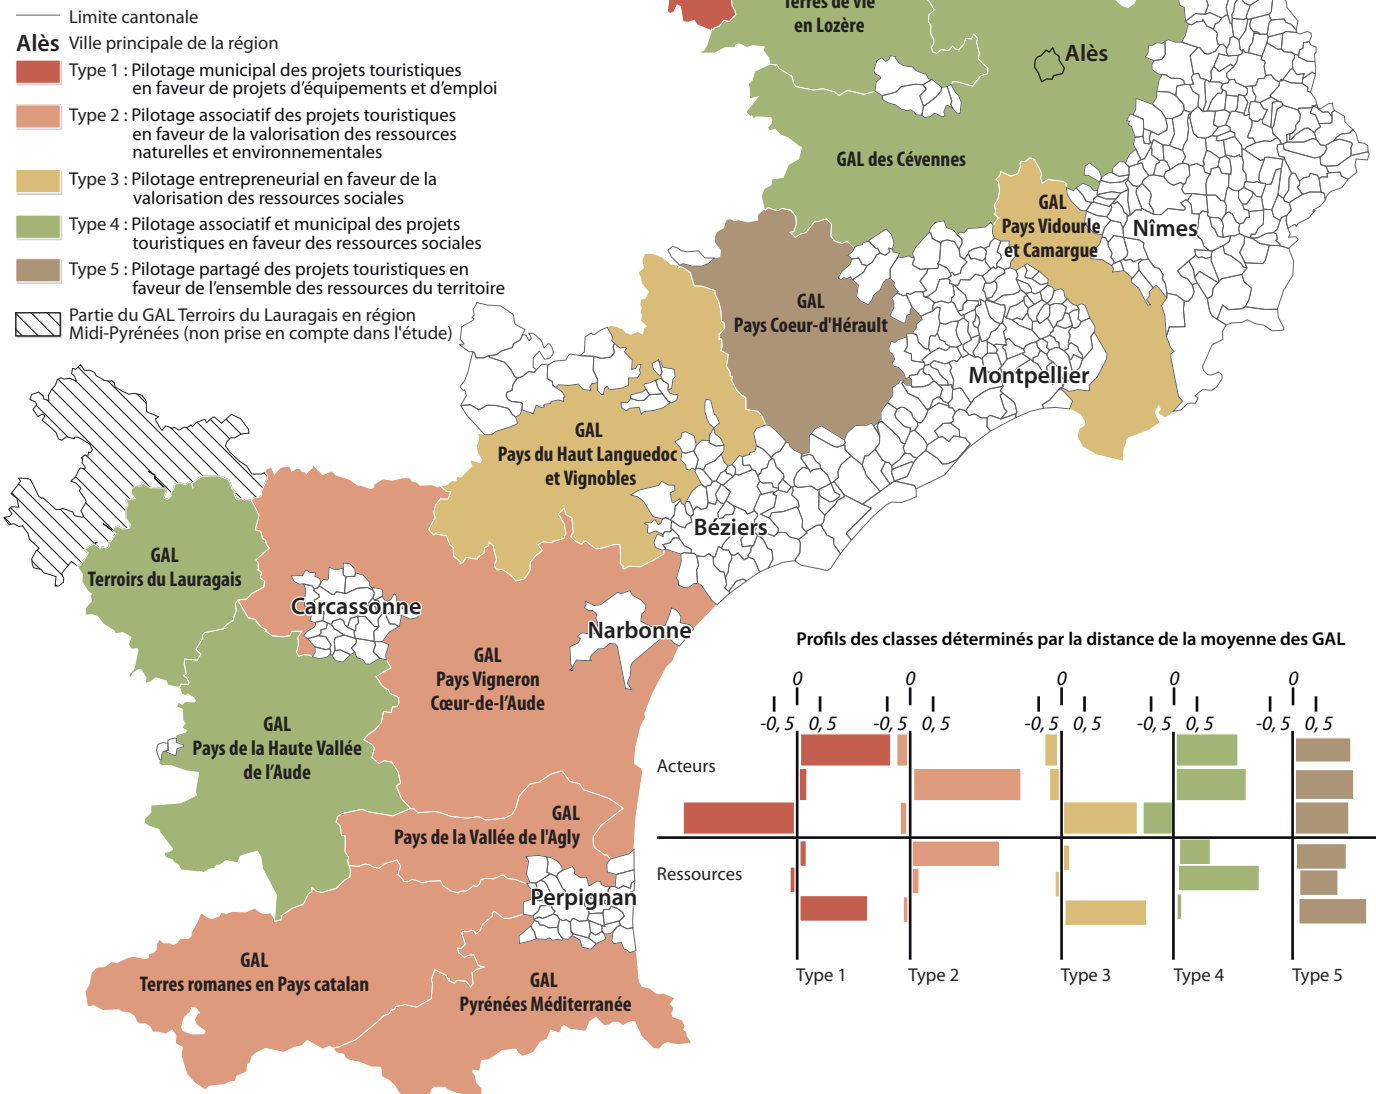 Limite cantonale
Alès Ville principale de la région
Type 1 : Pilotage municipal des projets touristiques
en faveur de projets d'équipements et d'emploi
Type 2 : Pilotage associatif des projets touristiques
en faveur de la valorisation des ressources
naturelles et environnementales
Type 3 : Pilotage entrepreneurial en faveur de la
valorisation des ressources sociales
Type 4 : Pilotage associatif et municipal des projets
touristiques en faveur des ressources sociales
Type 5 : Pilotage partagé des projets touristiques en
faveur de l'ensemble des ressources du territoire
Partie du GAL Terroirs du Lauragais en région
Midi-Pyrénées (non prise en compte dans l'étude)
Terres de vie
en Lozère
Alès
GAL des Cévennes
GAL
Pays Vidourle
et Camargue
Nîmes
GAL
Pays Coeur-d'Hérault
Montpellier
GAL
Pays du Haut Languedoc
et Vignobles
Béziers
GAL
Terroirs du Lauragais
Carcassonne
Narbonne
GAL
Pays Vigneron
Cœur-de-l'Aude
GAL
Pays de la Haute Vallée
de l'Aude
GAL
Pays de la Vallée de l'Agly
Perpignan
GAL
Terres romanes en Pays catalan
GAL
Pyrénées Méditerranée
Profils des classes déterminés par la distance de la moyenne des GAL
0 0 0 0 0
-0, 5 0, 5 -0, 5 0, 5 -0, 5 0, 5 -0, 5 0, 5 -0, 5 0, 5
Acteurs
Ressources
Type 1 Type 2 Type 3 Type 4 Type 5